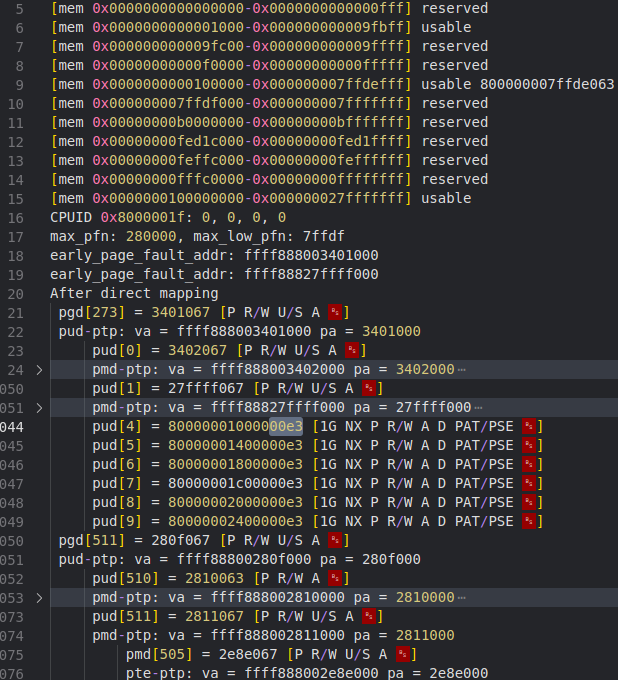 5 [mem 0x0000000000000000-0x0000000000000fff] reserved
6 [mem 0x0000000000001000-0x000000000009fbff] usable
7 [mem 0x000000000009fc00-0x000000000009ffff] reserved
8 [mem 0x00000000000f0000-0x00000000000fffff] reserved
9 [mem 0x0000000000100000-0x000000007ffdefff] usable 800000007ffde063
10 [mem 0x000000007ffdf000-0x000000007fffffff] reserved
11 [mem 0x00000000b0000000-0x00000000bfffffff] reserved
12 [mem 0x00000000fed1c000-0x00000000fed1ffff] reserved
13 [mem 0x00000000feffc000-0x00000000feffffff] reserved
14 [mem 0x00000000fffc0000-0x00000000ffffffff] reserved
15 [mem 0x0000000100000000-0x000000027fffffff] usable
16 CPUID 0x8000001f: 0, 0, 0, 0
17 max_pfn: 280000, max_low_pfn: 7ffdf
18 early_page_fault_addr: ffff888003401000
19 early_page_fault_addr: ffff88827ffff000
20 After direct mapping
21 pgd[273] = 3401067 [P R/W U/S A ]
22 pud-ptp: va = ffff888003401000 pa = 3401000
23 pud[0] = 3402067 [P R/W U/S A ]
24 > pmd-ptp: va = ffff888003402000 pa = 3402000 ⋯
050 pud[1] = 27ffff067 [P R/W U/S A ]
051 > pmd-ptp: va = ffff88827ffff000 pa = 27ffff000 ⋯
044 pud[4] = 80000001000000e3 [1G NX P R/W A D PAT/PSE ]
045 pud[5] = 80000001400000e3 [1G NX P R/W A D PAT/PSE ]
046 pud[6] = 80000001800000e3 [1G NX P R/W A D PAT/PSE ]
047 pud[7] = 80000001c00000e3 [1G NX P R/W A D PAT/PSE ]
048 pud[8] = 80000002000000e3 [1G NX P R/W A D PAT/PSE ]
049 pud[9] = 80000002400000e3 [1G NX P R/W A D PAT/PSE ]
050 pgd[511] = 280f067 [P R/W U/S A ]
051 pud-ptp: va = ffff88800280f000 pa = 280f000
052 pud[510] = 2810063 [P R/W A ]
053 > pmd-ptp: va = ffff888002810000 pa = 2810000 ⋯
073 pud[511] = 2811067 [P R/W U/S A ]
074 pmd-ptp: va = ffff888002811000 pa = 2811000
075 pmd[505] = 2e8e067 [P R/W U/S A ]
076 pte-ptp: va = ffff888002e8e000 pa = 2e8e000